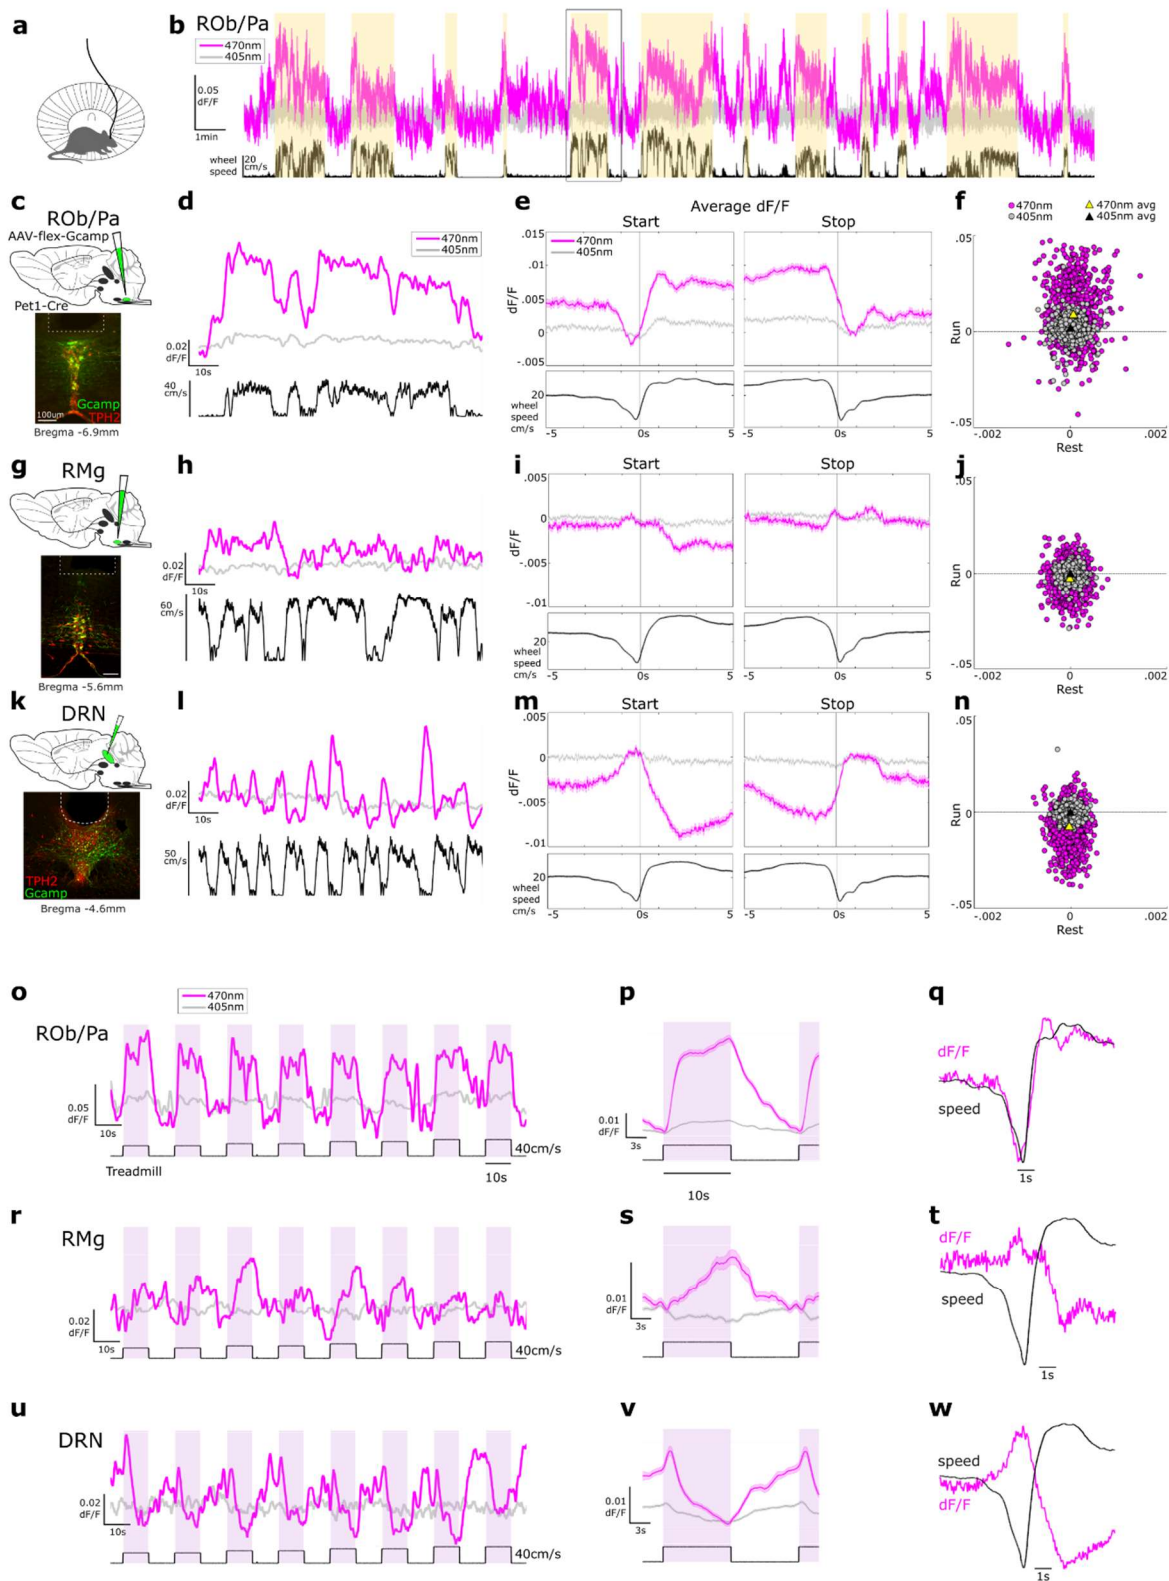 a
b
ROb/Pa
470nm
405nm
0.05
dF/F
1min
wheel
speed
20
cm/s
c
ROb/Pa
AAV-flex-Gcamp
Pet1-Cre
Gcamp
100um
TPH2
Bregma -6.9mm
d
470nm
405nm
0.02
dF/F
10s
40
cm/s
e
Average dF/F
Start
Stop
470nm
405nm
.015
.01
.005
0
-.005
dF/F
20
wheel
speed
cm/s
-5
0s
5
-5
0s
5
f
470nm
405nm
470nm avg
405nm avg
.05
0
-.05
Run
-.002
0
.002
Rest
g
RMg
Bregma -5.6mm
h
0.02
dF/F
10s
60
cm/s
i
Start
Stop
.005
0
-.005
-.01
dF/F
20
wheel
speed
cm/s
-5
0s
5
-5
0s
5
j
.05
0
-.05
Run
-.002
0
.002
Rest
k
DRN
TPH2
Gcamp
Bregma -4.6mm
l
0.02
dF/F
10s
50
cm/s
m
Start
Stop
.005
0
-.005
-.01
dF/F
20
wheel
speed
cm/s
-5
0s
5
-5
0s
5
n
.05
0
-.05
Run
-.002
0
.002
Rest
o
470nm
405nm
ROb/Pa
0.05
dF/F
10s
Treadmill
40cm/s
10s
p
0.01
dF/F
3s
10s
q
dF/F
speed
1s
r
RMg
0.02
dF/F
10s
40cm/s
s
0.01
dF/F
3s
t
dF/F
speed
1s
u
DRN
0.02
dF/F
10s
40cm/s
v
0.01
dF/F
3s
w
speed
dF/F
1s